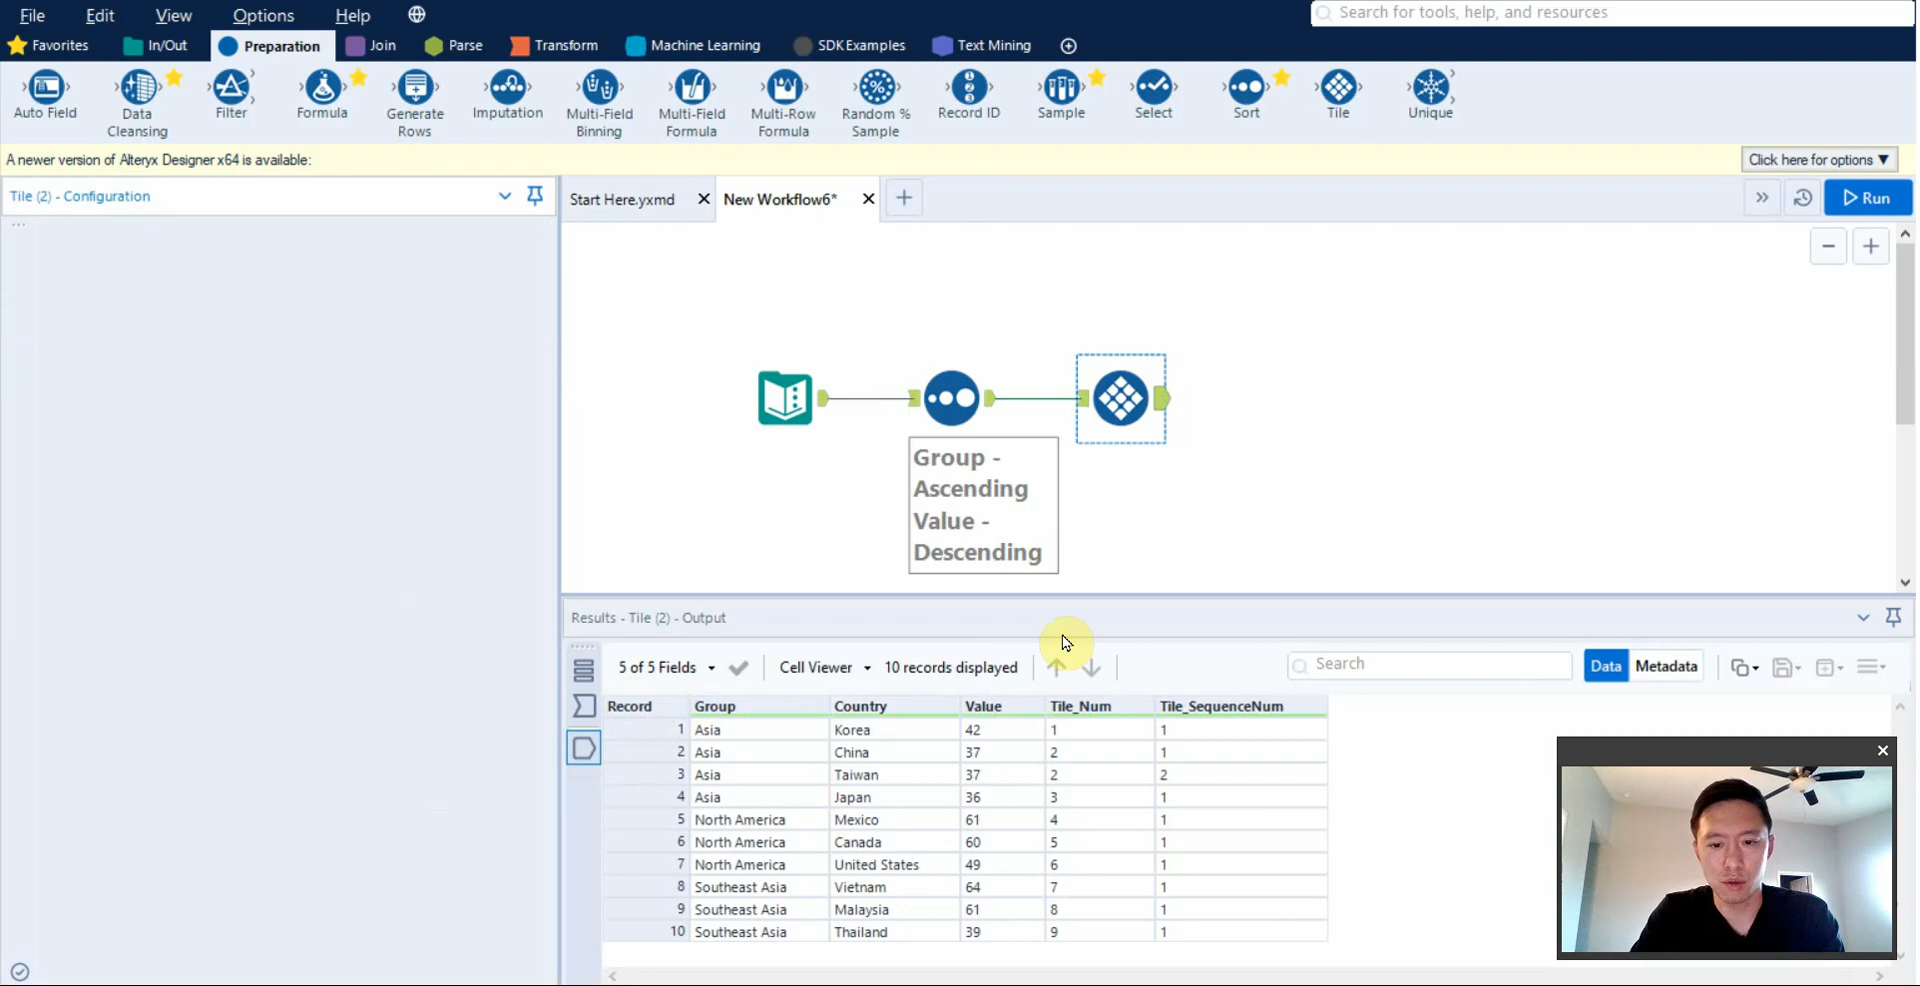 File Edit View Options Help
Search for tools, help, and resources
Favorites In/Out Preparation Join Parse Transform Machine Learning SDK Examples Text Mining
Auto Field
Data Cleansing
Filter
Formula
Generate Rows
Imputation
Multi-Field Binning
Multi-Field Formula
Multi-Row Formula
Random % Sample
Record ID
Sample
Select
Sort
Tile
Unique
A newer version of Alteryx Designer x64 is available:
Click here for options ▼
Tile (2) - Configuration
Start Here.yxmd
New Workflow6*
Run
Group -
Ascending
Value -
Descending
Results - Tile (2) - Output
5 of 5 Fields Cell Viewer 10 records displayed Search Data Metadata
Record Group Country Value Tile_Num Tile_SequenceNum
1 Asia Korea 42 1 1
2 Asia China 37 2 1
3 Asia Taiwan 37 2 2
4 Asia Japan 36 3 1
5 North America Mexico 61 4 1
6 North America Canada 60 5 1
7 North America United States 49 6 1
8 Southeast Asia Vietnam 64 7 1
9 Southeast Asia Malaysia 61 8 1
10 Southeast Asia Thailand 39 9 1